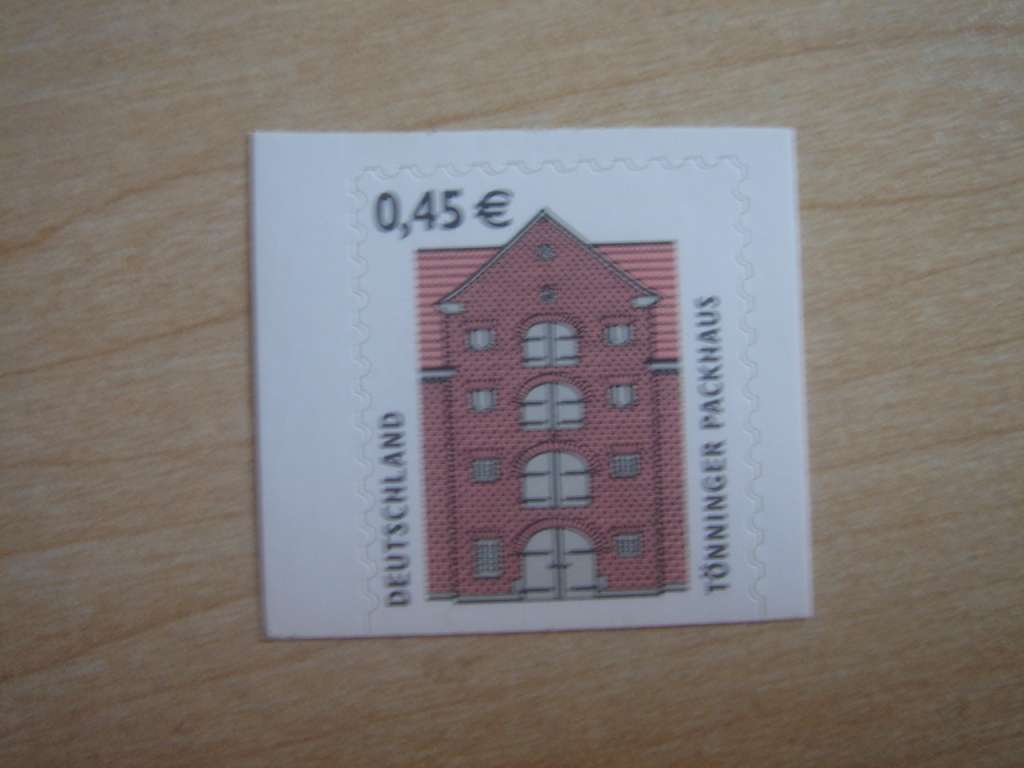 0,45 €
DEUTSCHLAND
TÖNNINGER PACKHAUS